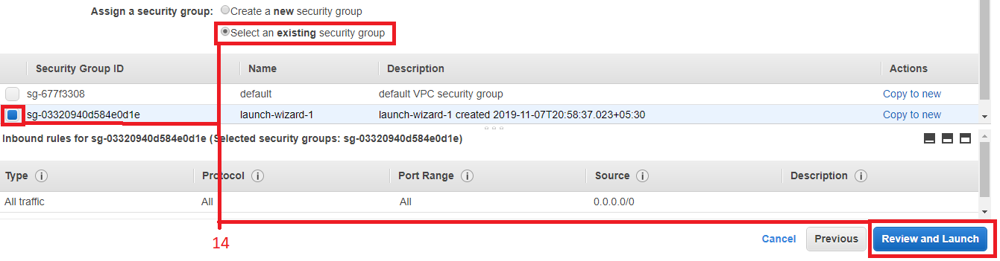 Assign a security group: Create a new security group
Select an existing security group
Security Group ID Name Description Actions
sg-677f3308 default default VPC security group Copy to new
sg-03320940d584e0d1e launch-wizard-1 launch-wizard-1 created 2019-11-07T20:58:37.023+05:30 Copy to new
Inbound rules for sg-03320940d584e0d1e (Selected security groups: sg-03320940d584e0d1e)
Type i Protocol i Port Range i Source i Description i
All traffic All All 0.0.0.0/0
14 Cancel Previous Review and Launch